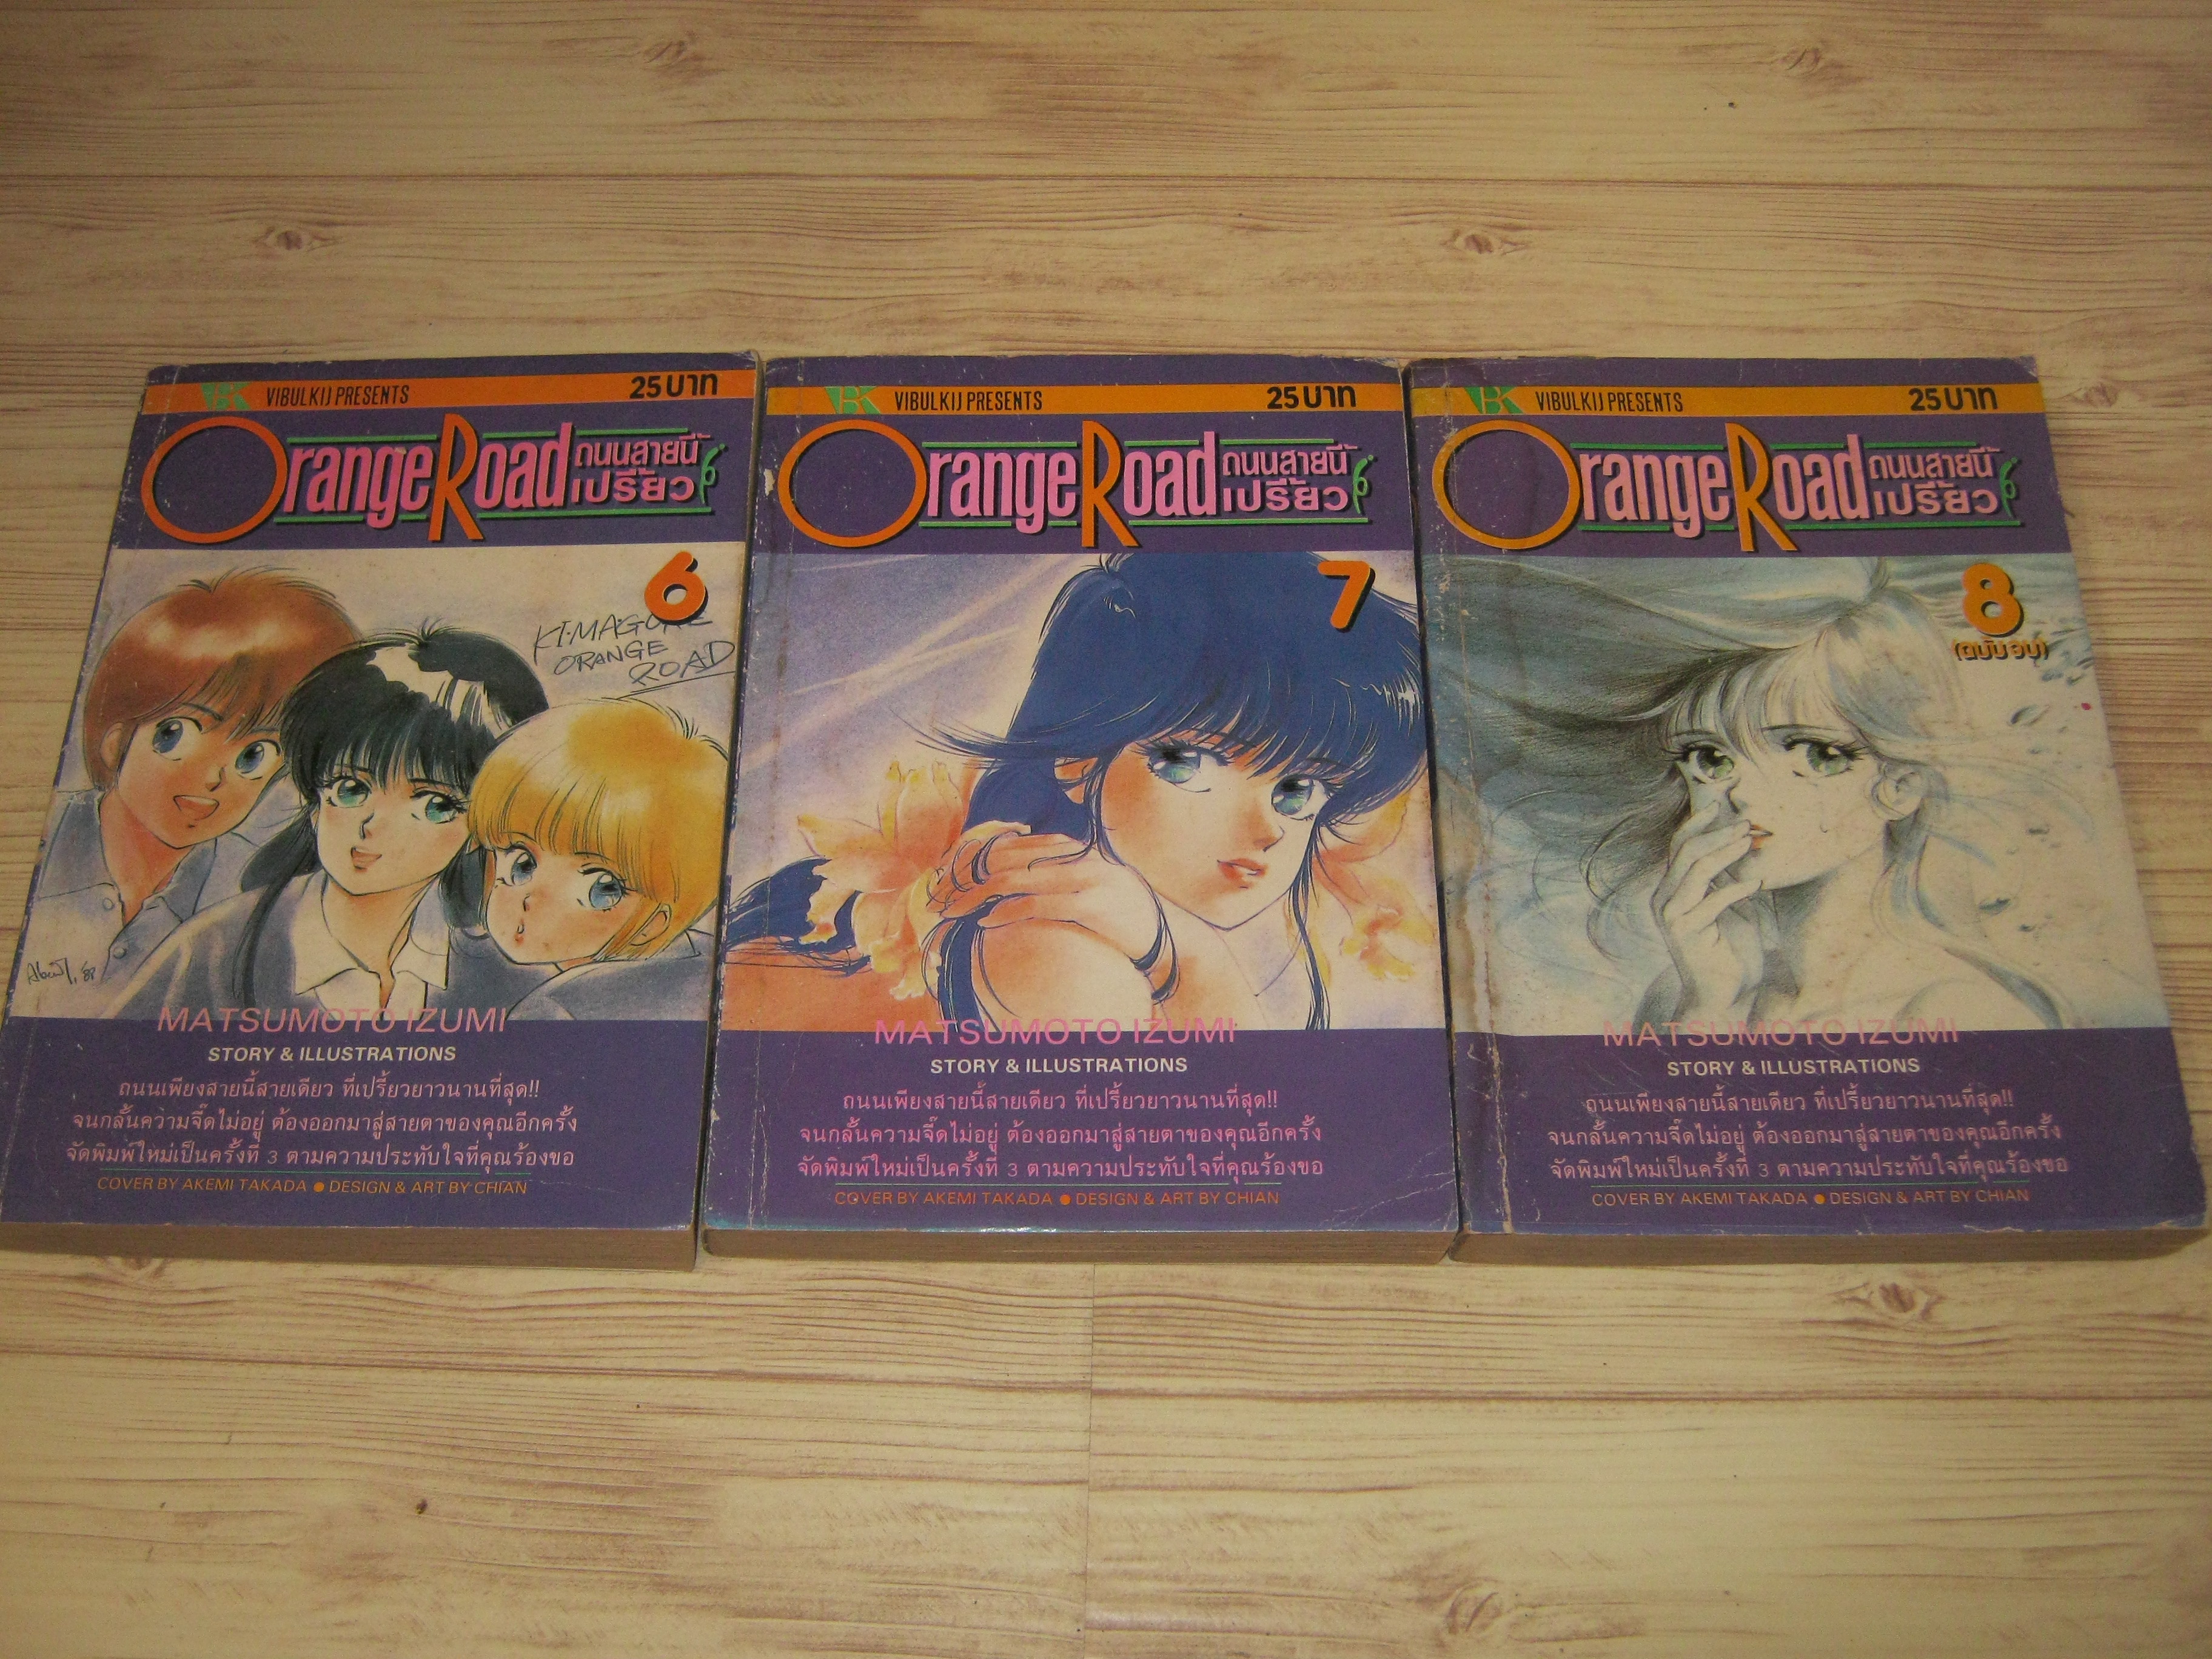 VBK VIBULKIJ PRESENTS 25บาท
Orange Road ถนนสายนี้
เปรี้ยว
6
KIMAGURE
ORANGE
ROAD
'88
MATSUMOTO IZUMI
STORY & ILLUSTRATIONS
ถนนเพียงสายนี้สายเดียว ที่เปรี้ยวยาวนานที่สุด!!
จนกลั้นความจี๊ดไม่อยู่ ต้องออกมาสู่สายตาของคุณอีกครั้ง
จัดพิมพ์ใหม่เป็นครั้งที่ 3 ตามความประทับใจที่คุณร้องขอ
COVER BY AKEMI TAKADA ● DESIGN & ART BY CHIAN
VBK VIBULKIJ PRESENTS 25บาท
Orange Road ถนนสายนี้
เปรี้ยว
7
MATSUMOTO IZUMI
STORY & ILLUSTRATIONS
ถนนเพียงสายนี้สายเดียว ที่เปรี้ยวยาวนานที่สุด!!
จนกลั้นความจี๊ดไม่อยู่ ต้องออกมาสู่สายตาของคุณอีกครั้ง
จัดพิมพ์ใหม่เป็นครั้งที่ 3 ตามความประทับใจที่คุณร้องขอ
COVER BY AKEMI TAKADA ● DESIGN & ART BY CHIAN
VBK VIBULKIJ PRESENTS 25บาท
Orange Road ถนนสายนี้
เปรี้ยว
8
(ฉบับจบ)
MATSUMOTO IZUMI
STORY & ILLUSTRATIONS
ถนนเพียงสายนี้สายเดียว ที่เปรี้ยวยาวนานที่สุด!!
จนกลั้นความจี๊ดไม่อยู่ ต้องออกมาสู่สายตาของคุณอีกครั้ง
จัดพิมพ์ใหม่เป็นครั้งที่ 3 ตามความประทับใจที่คุณร้องขอ
COVER BY AKEMI TAKADA ● DESIGN & ART BY CHIAN